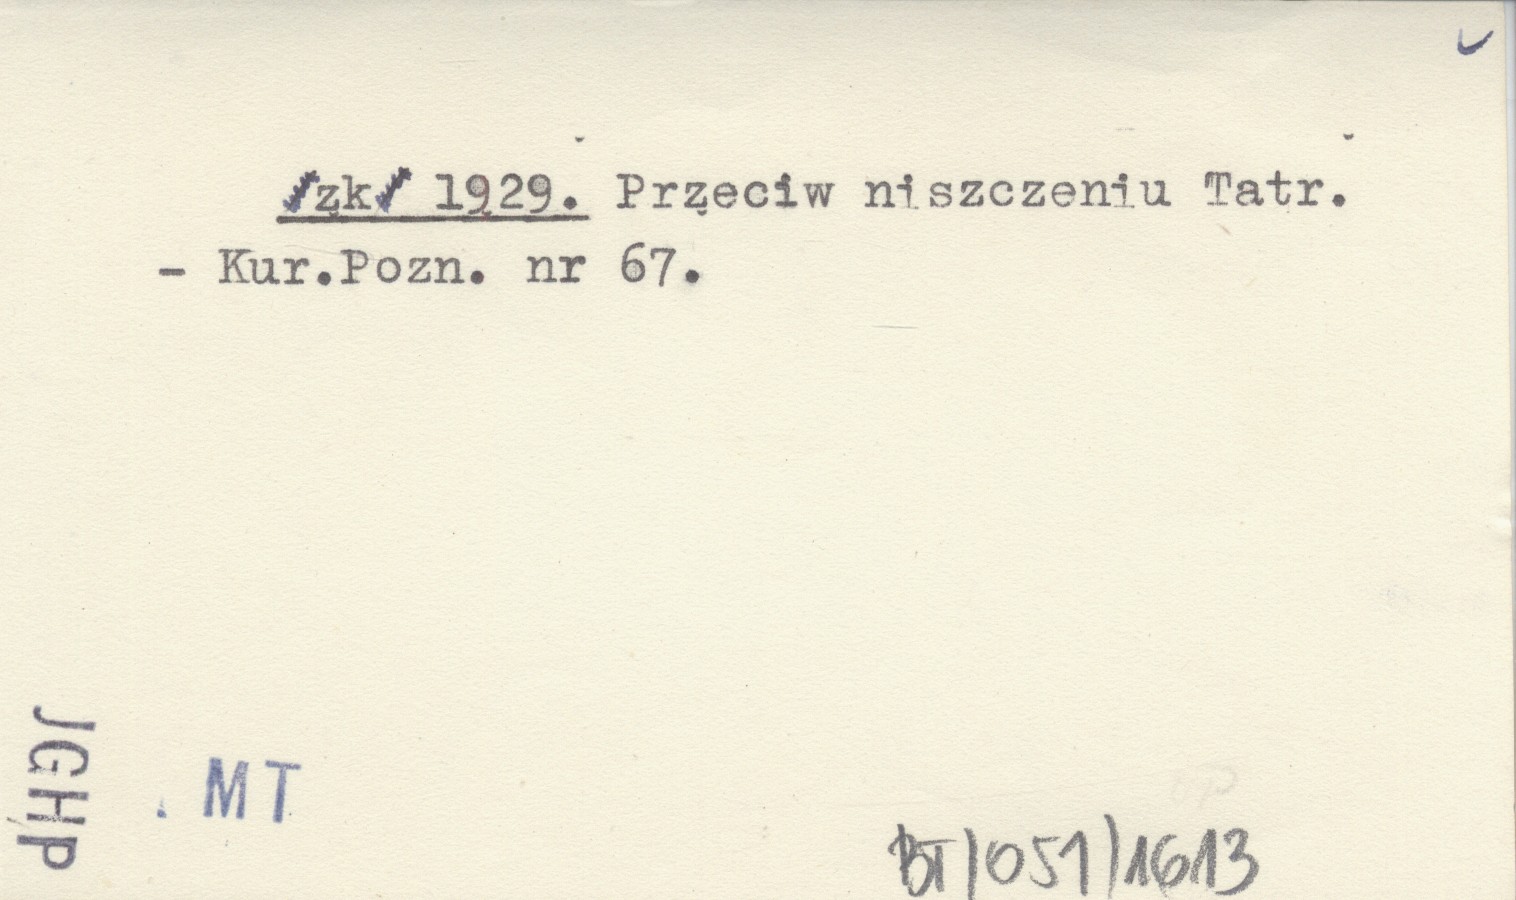 /zk/ 1929. Przeciw niszczeniu Tatr.
- Kur.Pozn. nr 67.
JGHP
MT
BT/051/1613